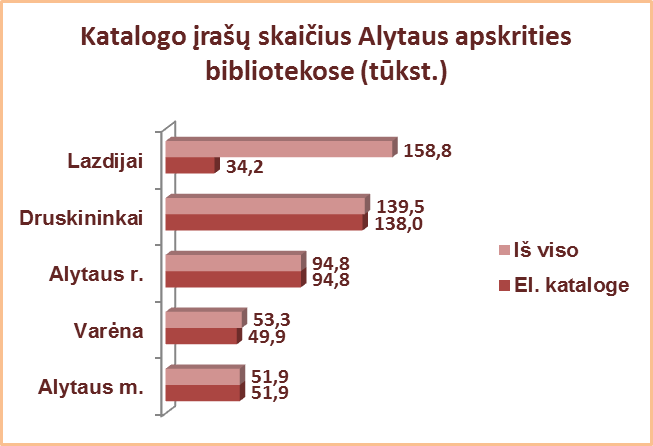 Katalogo įrašų skaičius Alytaus apskrities
bibliotekose (tūkst.)
Lazdijai
158,8
34,2
Druskininkai
139,5
138,0
Alytaus r.
94,8
94,8
Varėna
53,3
49,9
Alytaus m.
51,9
51,9
Iš viso
El. kataloge